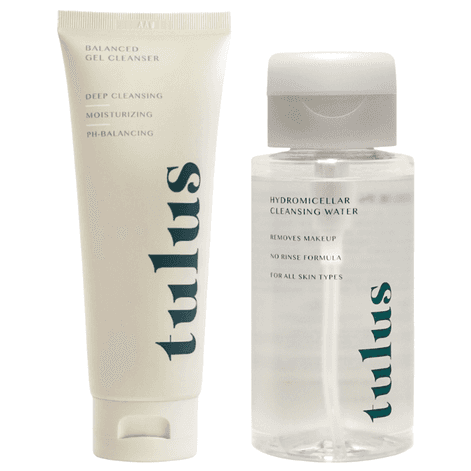 BALANCED
GEL CLEANSER
DEEP CLEANSING
MOISTURIZING
PH-BALANCING
tulus
HYDROMICELLAR
CLEANSING WATER
REMOVES MAKEUP
NO RINSE FORMULA
FOR ALL SKIN TYPES
tulus